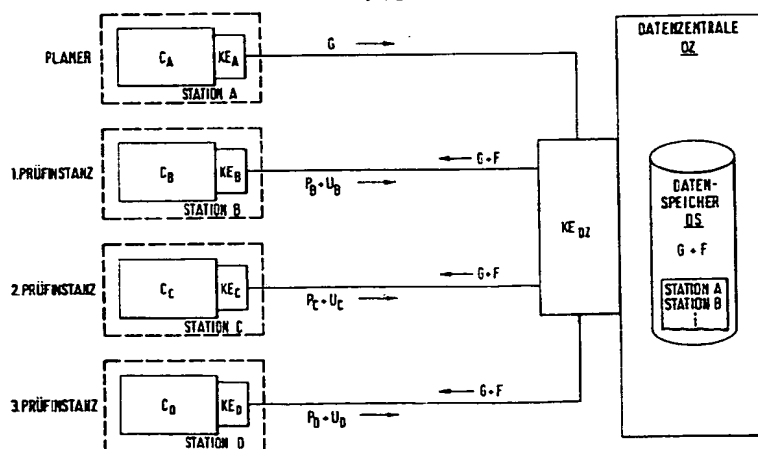 PLANER
C_A
KE_A
STATION A
G
DATENZENTRALE
DZ
1.PRÜFINSTANZ
C_B
KE_B
STATION B
G+F
P_B+U_B
KE_DZ
DATEN-
SPEICHER
DS
G+F
STATION A
STATION B
2.PRÜFINSTANZ
C_C
KE_C
STATION C
G+F
P_C+U_C
3.PRÜFINSTANZ
C_D
KE_D
STATION D
G+F
P_D+U_D